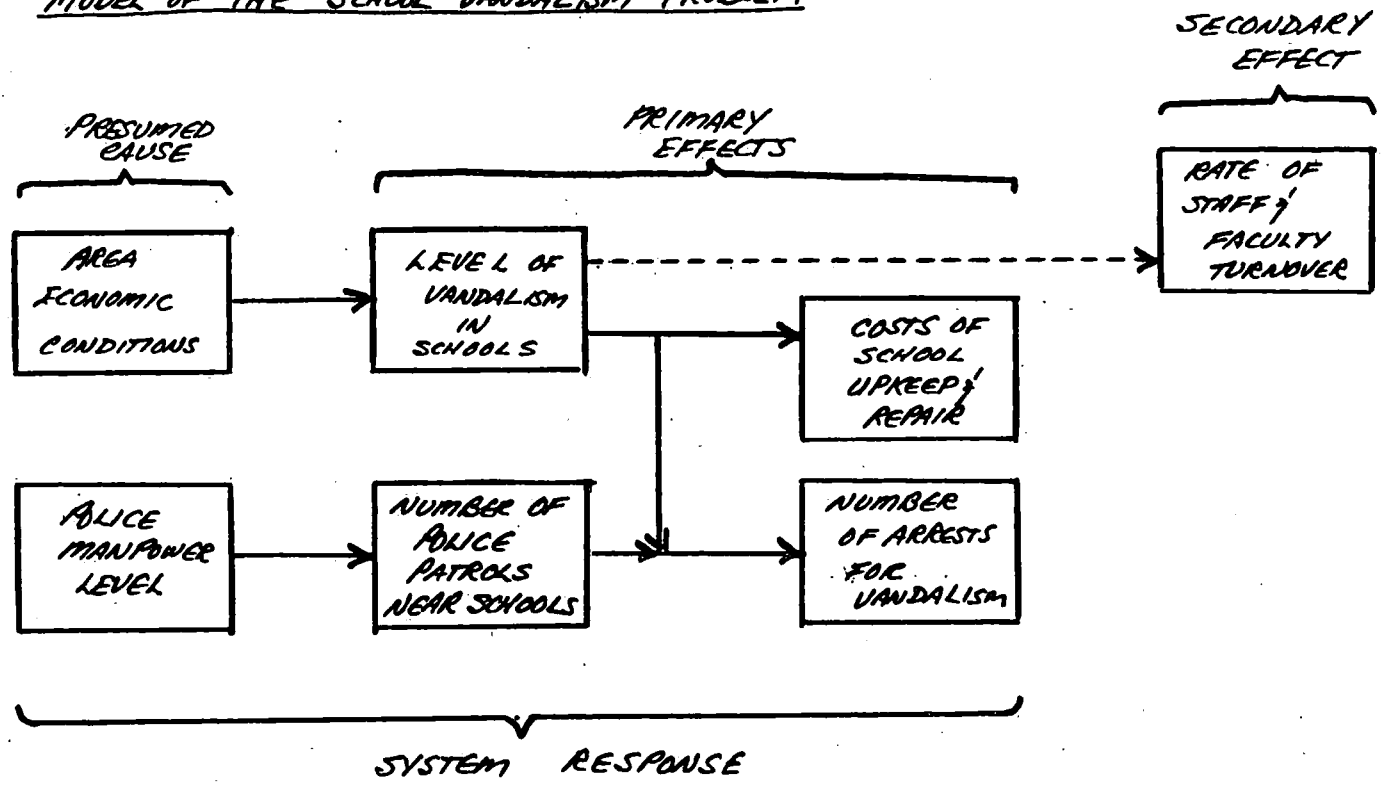 MODEL OF THE SCHOOL VANDALISM PROBLEM
SECONDARY
EFFECT
PRESUMED
CAUSE
PRIMARY
EFFECTS
RATE OF
STAFF &
FACULTY
TURNOVER
AREA
ECONOMIC
CONDITIONS
LEVEL OF
VANDALISM
IN
SCHOOLS
COSTS OF
SCHOOL
UPKEEP &
REPAIR
POLICE
MANPOWER
LEVEL
NUMBER OF
POLICE
PATROLS
NEAR SCHOOLS
NUMBER
OF ARRESTS
FOR
VANDALISM
SYSTEM RESPONSE